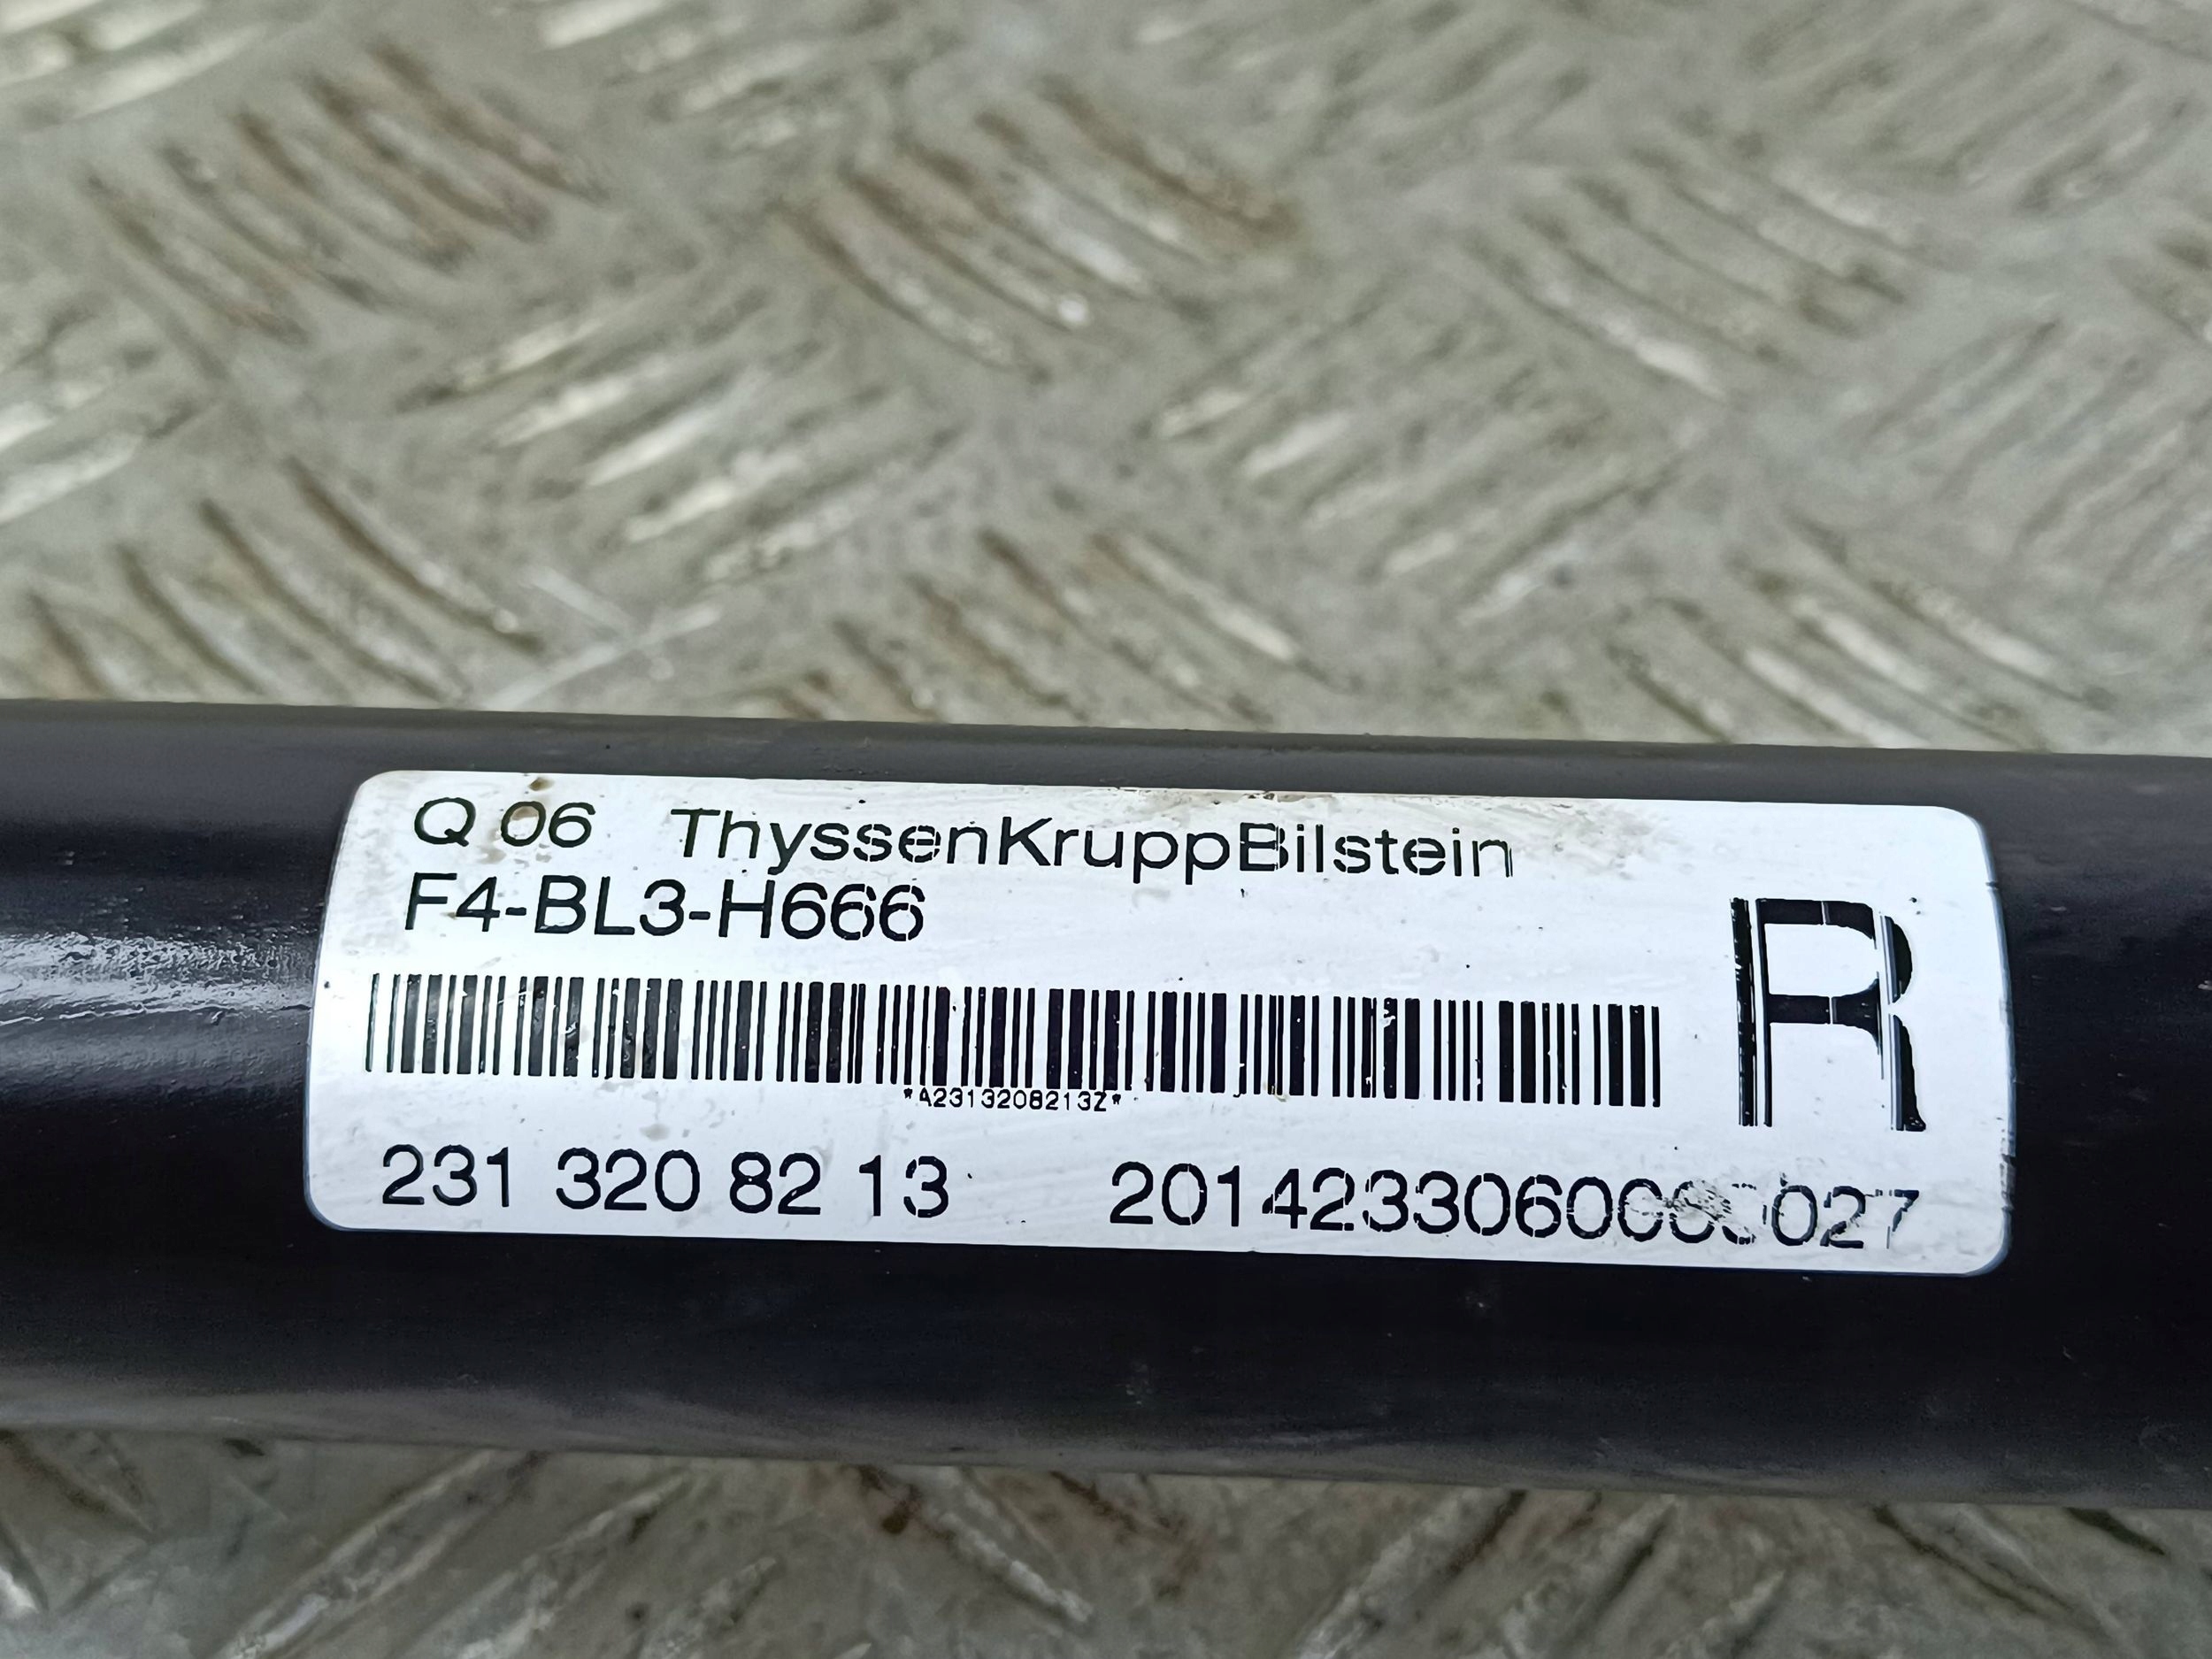 Q 06 ThyssenKruppBilstein
F4-BL3-H666
R
*A2313208213Z*
231 320 82 13